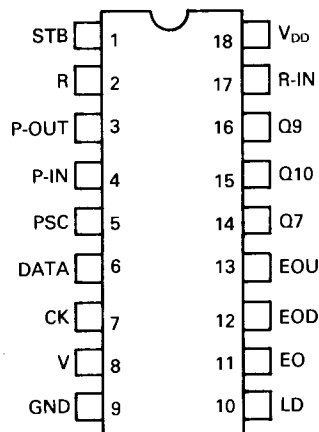 STB 1 18 VDD
R 2 17 R-IN
P-OUT 3 16 Q9
P-IN 4 15 Q10
PSC 5 14 Q7
DATA 6 13 EOU
CK 7 12 EOD
V 8 11 EO
GND 9 10 LD